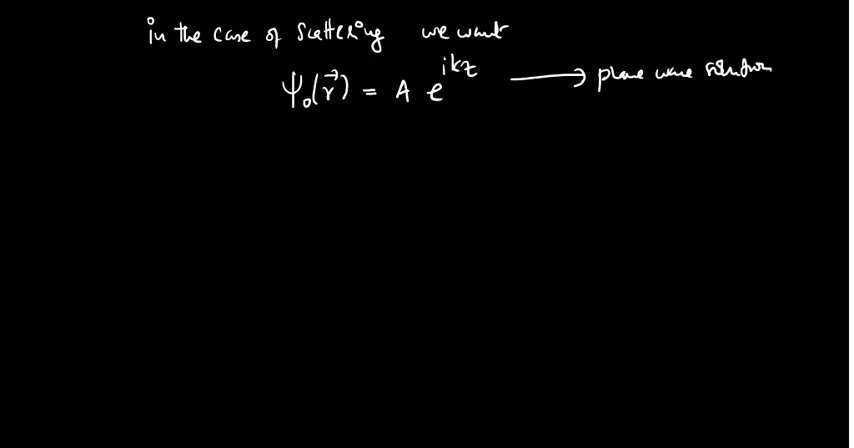 in the case of scattering we want
Ψ₀(r⃗) = A e^{ikz} ⟶ plane wave solution